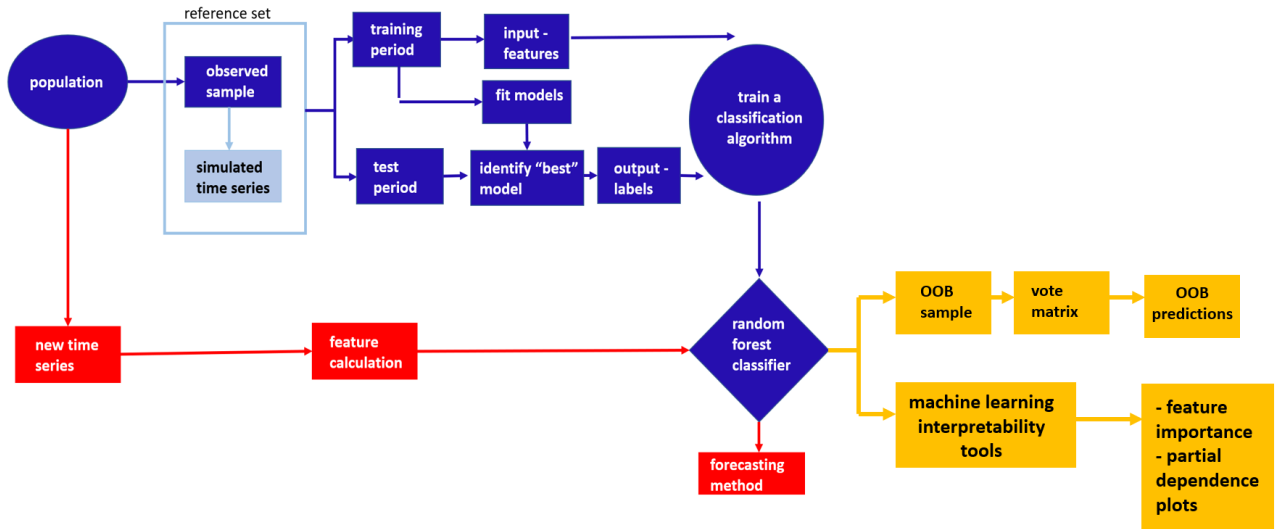 reference set
population
observed
sample
simulated
time series
training
period
input -
features
fit models
test
period
identify “best”
model
output -
labels
train a
classification
algorithm
new time
series
feature
calculation
random
forest
classifier
forecasting
method
OOB
sample
vote
matrix
OOB
predictions
machine learning
interpretability
tools
- feature
importance
- partial
dependence
plots